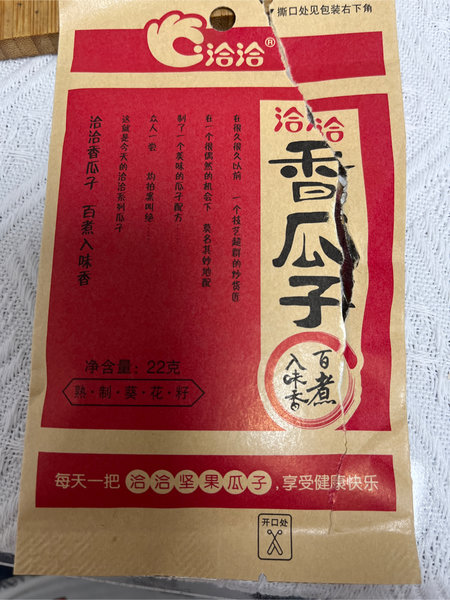 撕口处见包装右下角
洽洽®
洽洽
香瓜子
百煮
入味香
在很久很久以前 一个技艺超群的炒货匠
在一个很偶然的机会下 莫名其妙地配
制了一个美味的瓜子配方
众人一尝 均拍案叫绝
这就是今天的洽洽系列瓜子
洽洽香瓜子 百煮入味香
净含量: 22克
熟·制·葵·花·籽
每天一把 洽洽坚果瓜子,享受健康快乐
开口处